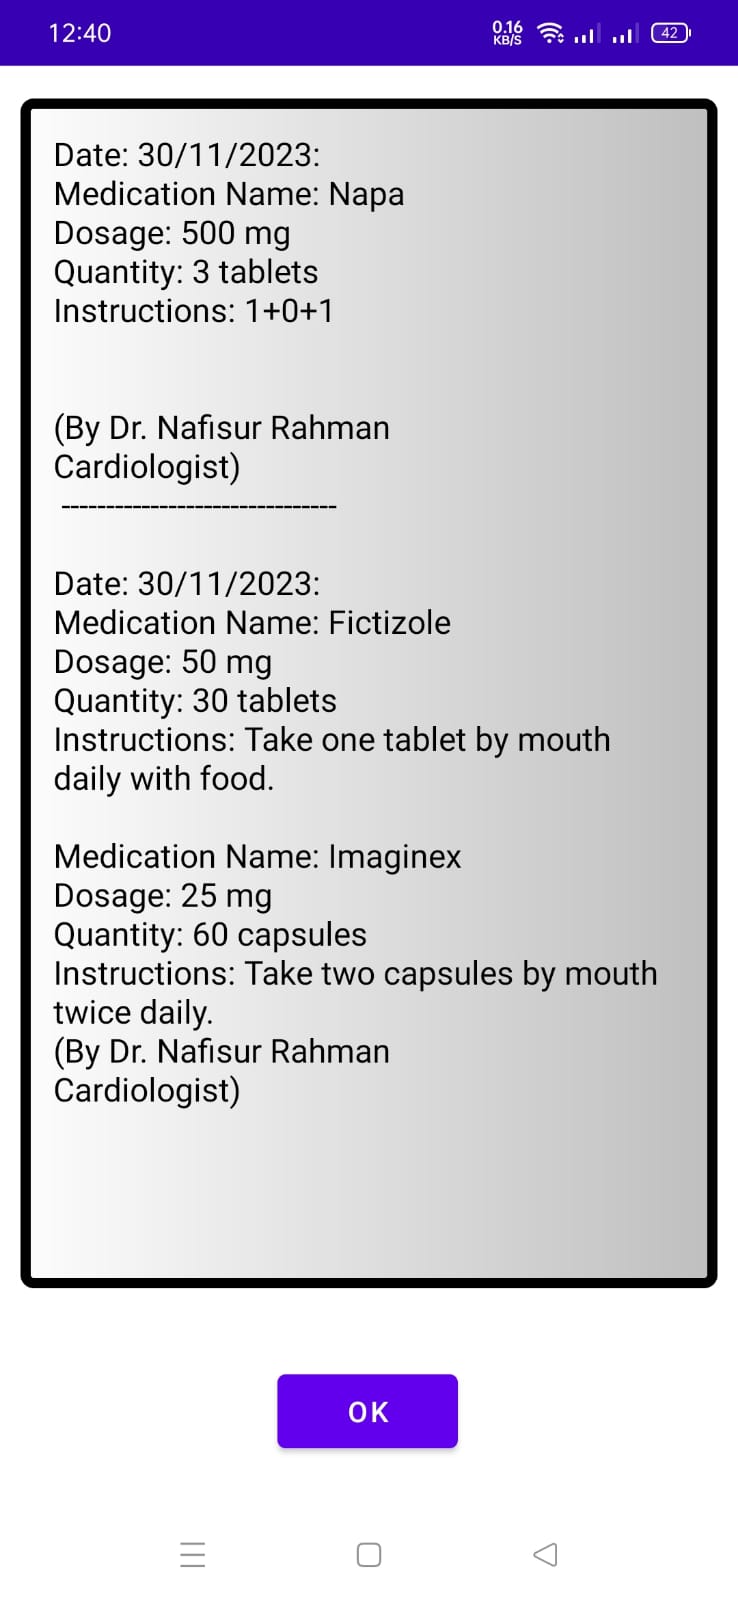 12:40
0.16
KB/S
42
Date: 30/11/2023:
Medication Name: Napa
Dosage: 500 mg
Quantity: 3 tablets
Instructions: 1+0+1
(By Dr. Nafisur Rahman
Cardiologist)
-------------------------------
Date: 30/11/2023:
Medication Name: Fictizole
Dosage: 50 mg
Quantity: 30 tablets
Instructions: Take one tablet by mouth
daily with food.
Medication Name: Imaginex
Dosage: 25 mg
Quantity: 60 capsules
Instructions: Take two capsules by mouth
twice daily.
(By Dr. Nafisur Rahman
Cardiologist)
OK